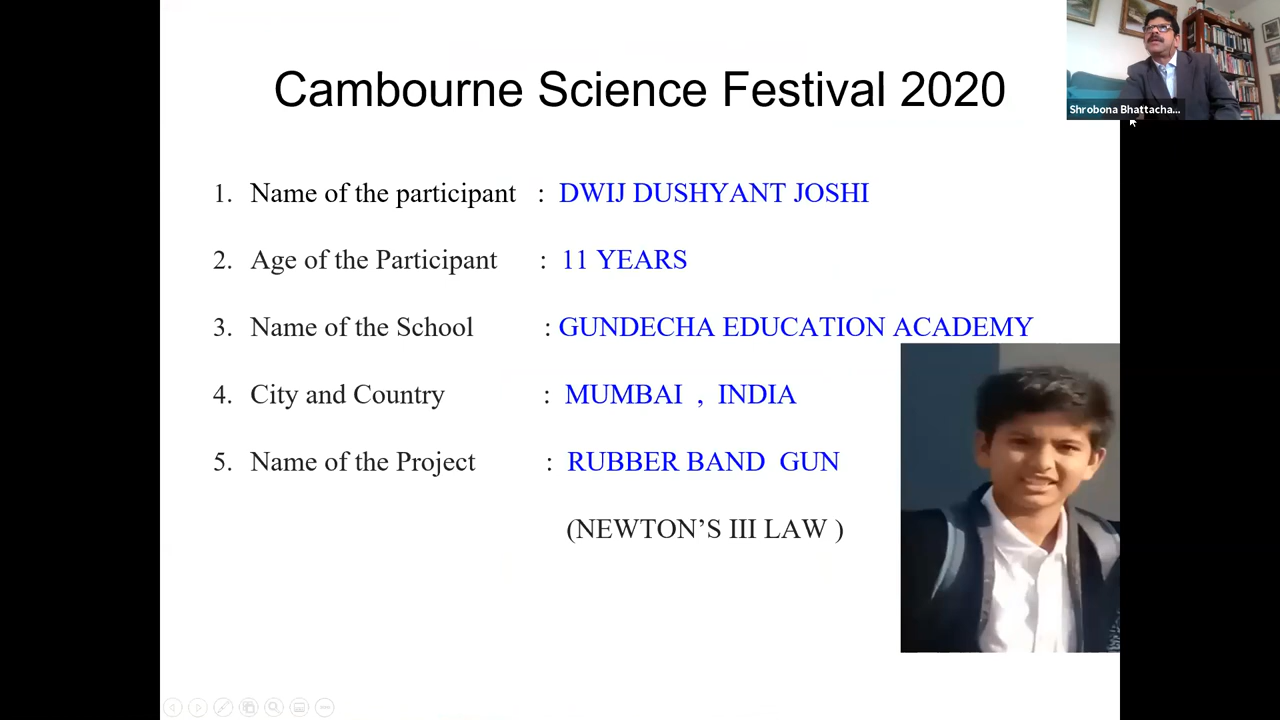 Cambourne Science Festival 2020
Shrobona Bhattacha...
1. Name of the participant : DWIJ DUSHYANT JOSHI
2. Age of the Participant : 11 YEARS
3. Name of the School : GUNDECHA EDUCATION ACADEMY
4. City and Country : MUMBAI , INDIA
5. Name of the Project : RUBBER BAND GUN
(NEWTON’S III LAW )